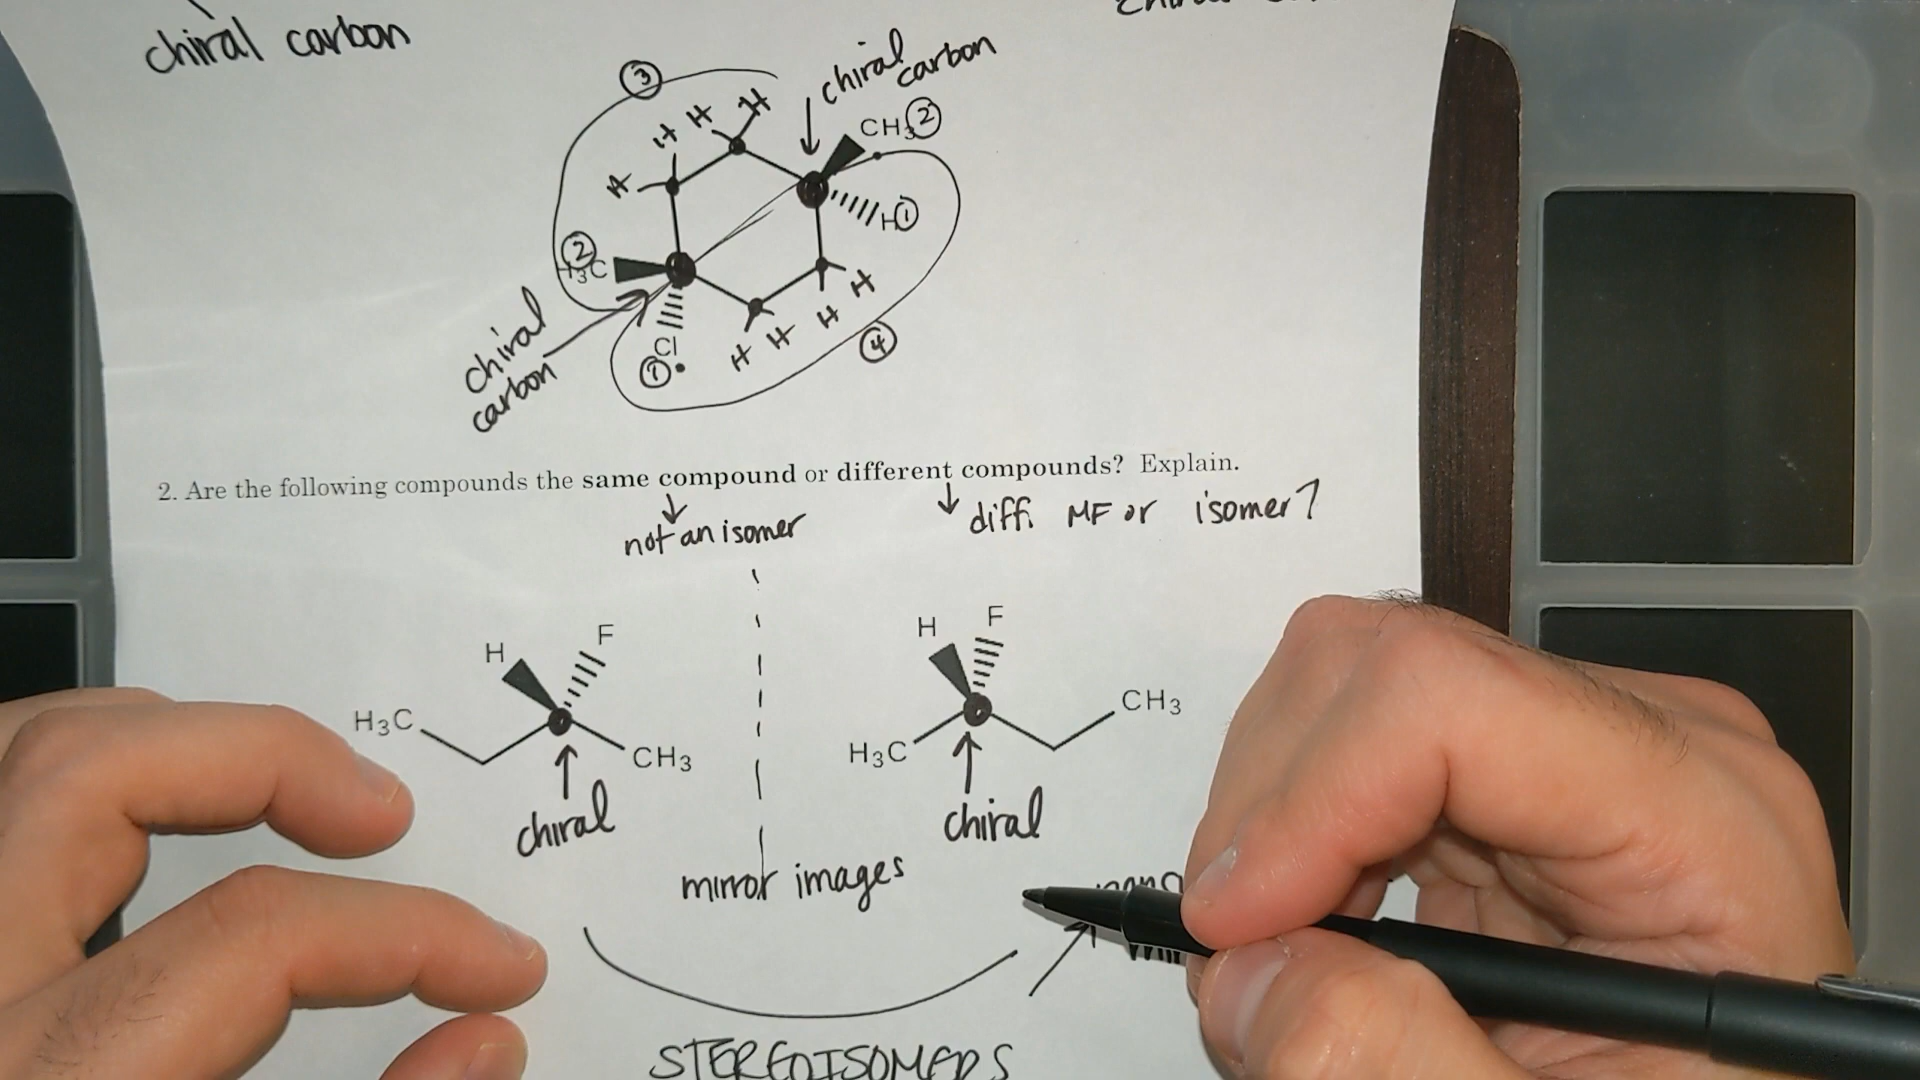 chiral carbon
chiral
carbon
③
H H H
CH₃ ②
H
H ①
②
H₃C
H
H
chiral
carbon
Cl
①
H H
④
2. Are the following compounds the same compound or different compounds? Explain.
not an isomer
diff. MF or isomer?
H F
H F
H₃C
CH₃
CH₃
H₃C
chiral
chiral
mirror images
STEREOISOMERS